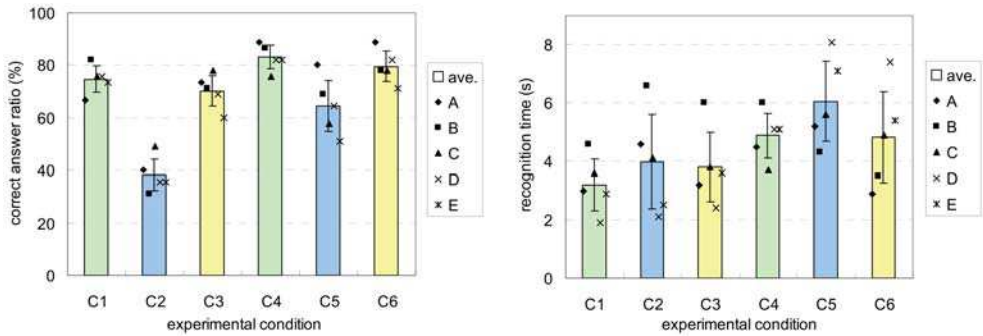 correct answer ratio (%)
100
80
60
40
20
0
C1 C2 C3 C4 C5 C6
experimental condition
ave.
A
B
C
D
E
recognition time (s)
8
6
4
2
0
C1 C2 C3 C4 C5 C6
experimental condition
ave.
A
B
C
D
E